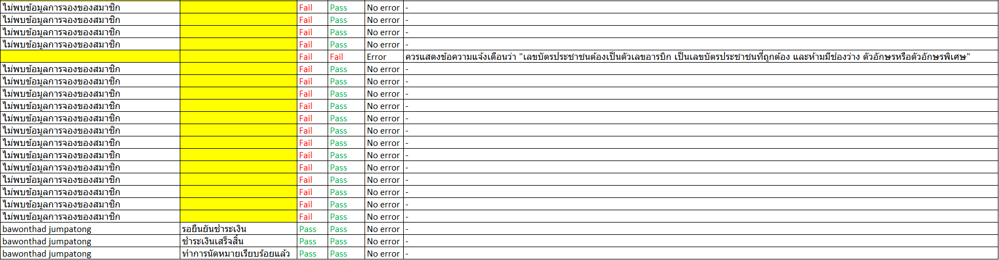 ไม่พบข้อมูลการจองของสมาชิก Fail Pass No error -
ไม่พบข้อมูลการจองของสมาชิก Fail Pass No error -
ไม่พบข้อมูลการจองของสมาชิก Fail Pass No error -
ไม่พบข้อมูลการจองของสมาชิก Fail Pass No error -
Fail Fail Error ควรแสดงข้อความแจ้งเตือนว่า "เลขบัตรประชาชนต้องเป็นตัวเลขอารบิก เป็นเลขบัตรประชาชนที่ถูกต้อง และห้ามมีช่องว่าง ตัวอักษรหรือตัวอักษรพิเศษ"
ไม่พบข้อมูลการจองของสมาชิก Fail Pass No error -
ไม่พบข้อมูลการจองของสมาชิก Fail Pass No error -
ไม่พบข้อมูลการจองของสมาชิก Fail Pass No error -
ไม่พบข้อมูลการจองของสมาชิก Fail Pass No error -
ไม่พบข้อมูลการจองของสมาชิก Fail Pass No error -
ไม่พบข้อมูลการจองของสมาชิก Fail Pass No error -
ไม่พบข้อมูลการจองของสมาชิก Fail Pass No error -
ไม่พบข้อมูลการจองของสมาชิก Fail Pass No error -
ไม่พบข้อมูลการจองของสมาชิก Fail Pass No error -
ไม่พบข้อมูลการจองของสมาชิก Fail Pass No error -
ไม่พบข้อมูลการจองของสมาชิก Fail Pass No error -
ไม่พบข้อมูลการจองของสมาชิก Fail Pass No error -
ไม่พบข้อมูลการจองของสมาชิก Fail Pass No error -
bawonthad jumpatong รอยืนยันชำระเงิน Pass Pass No error -
bawonthad jumpatong ชำระเงินเสร็จสิ้น Pass Pass No error -
bawonthad jumpatong ทำการนัดหมายเรียบร้อยแล้ว Pass Pass No error -